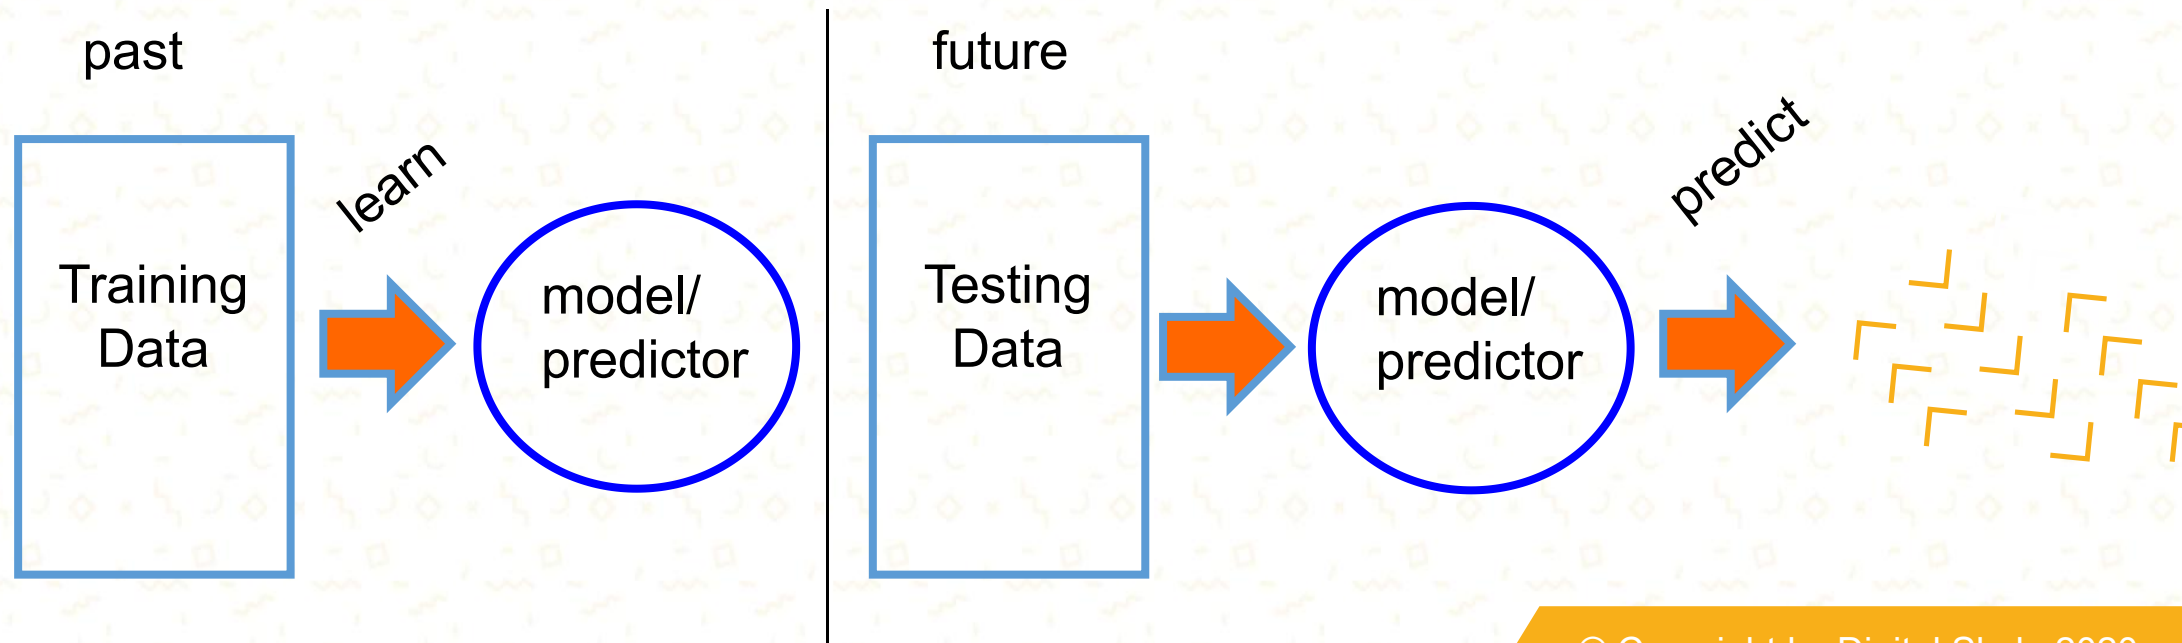 past
learn
Training
Data
model/
predictor
future
predict
Testing
Data
model/
predictor